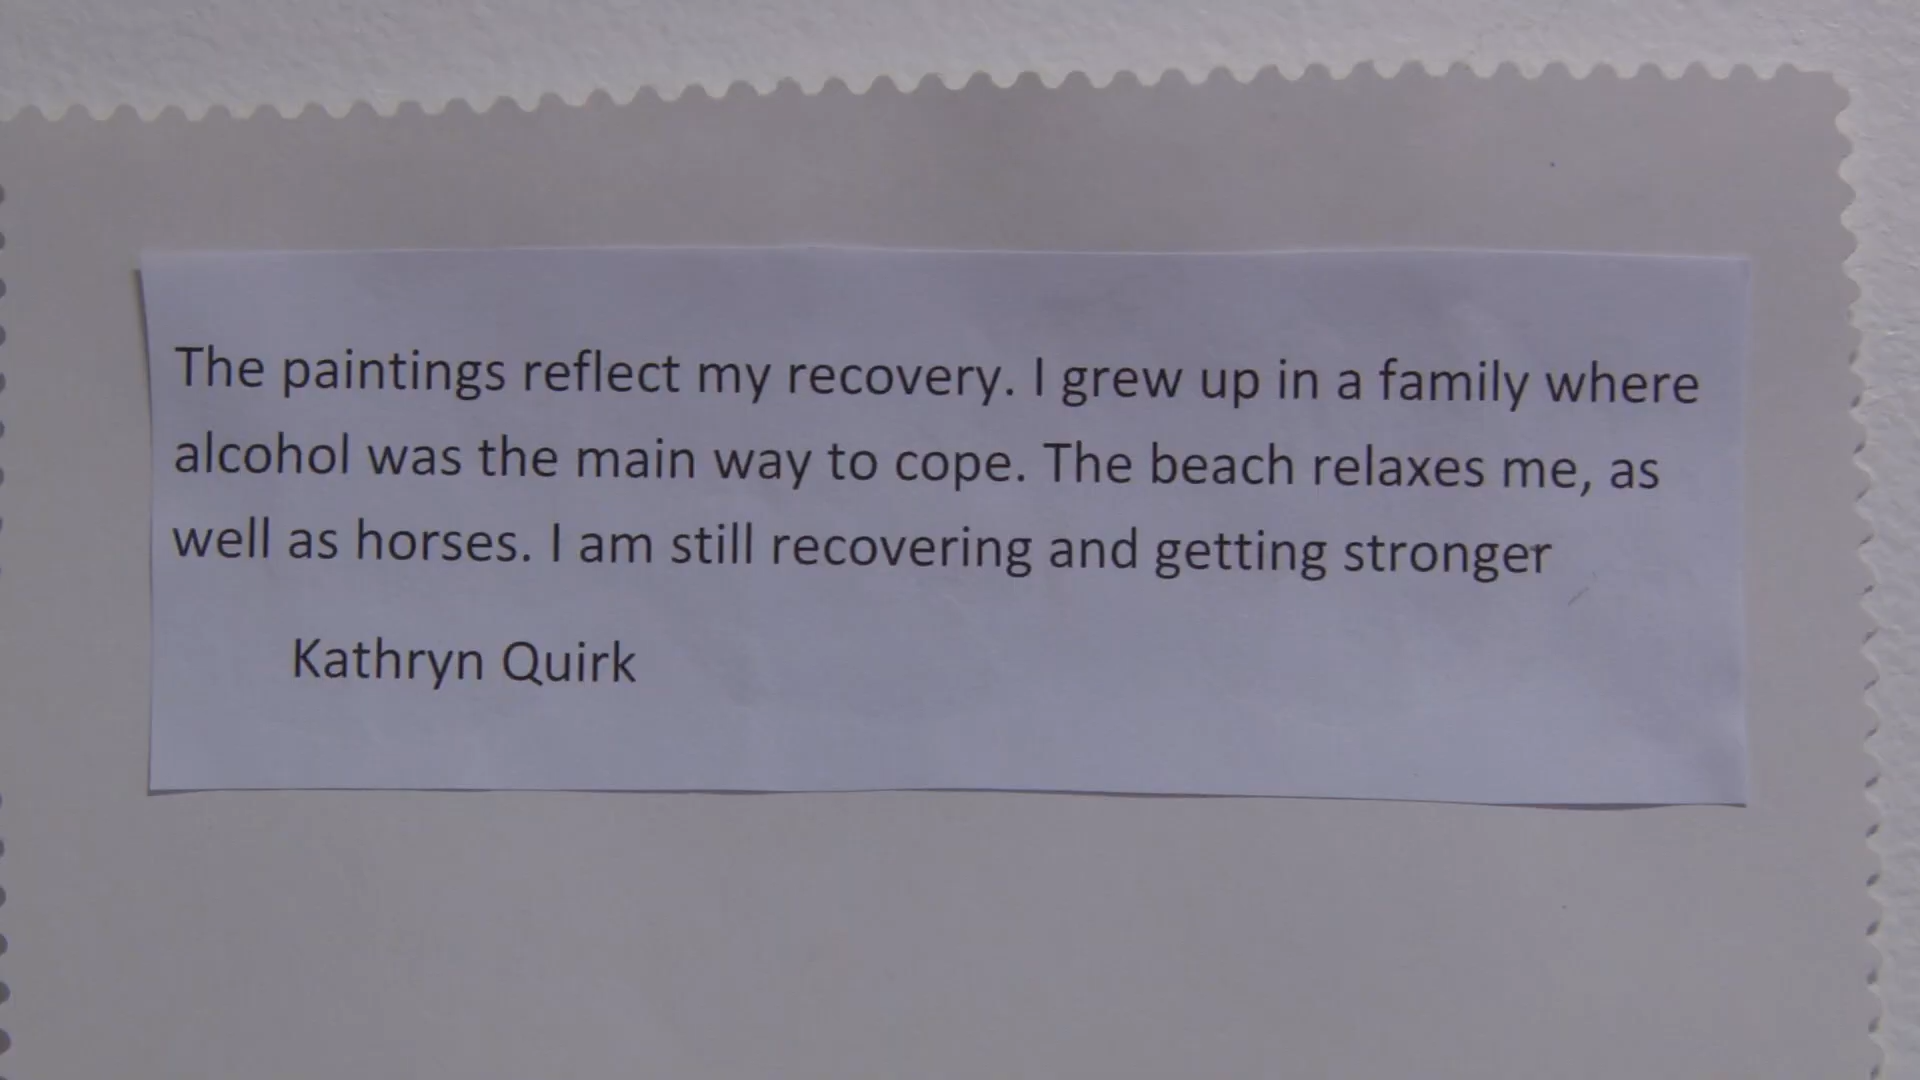 The paintings reflect my recovery. I grew up in a family where
alcohol was the main way to cope. The beach relaxes me, as
well as horses. I am still recovering and getting stronger
Kathryn Quirk